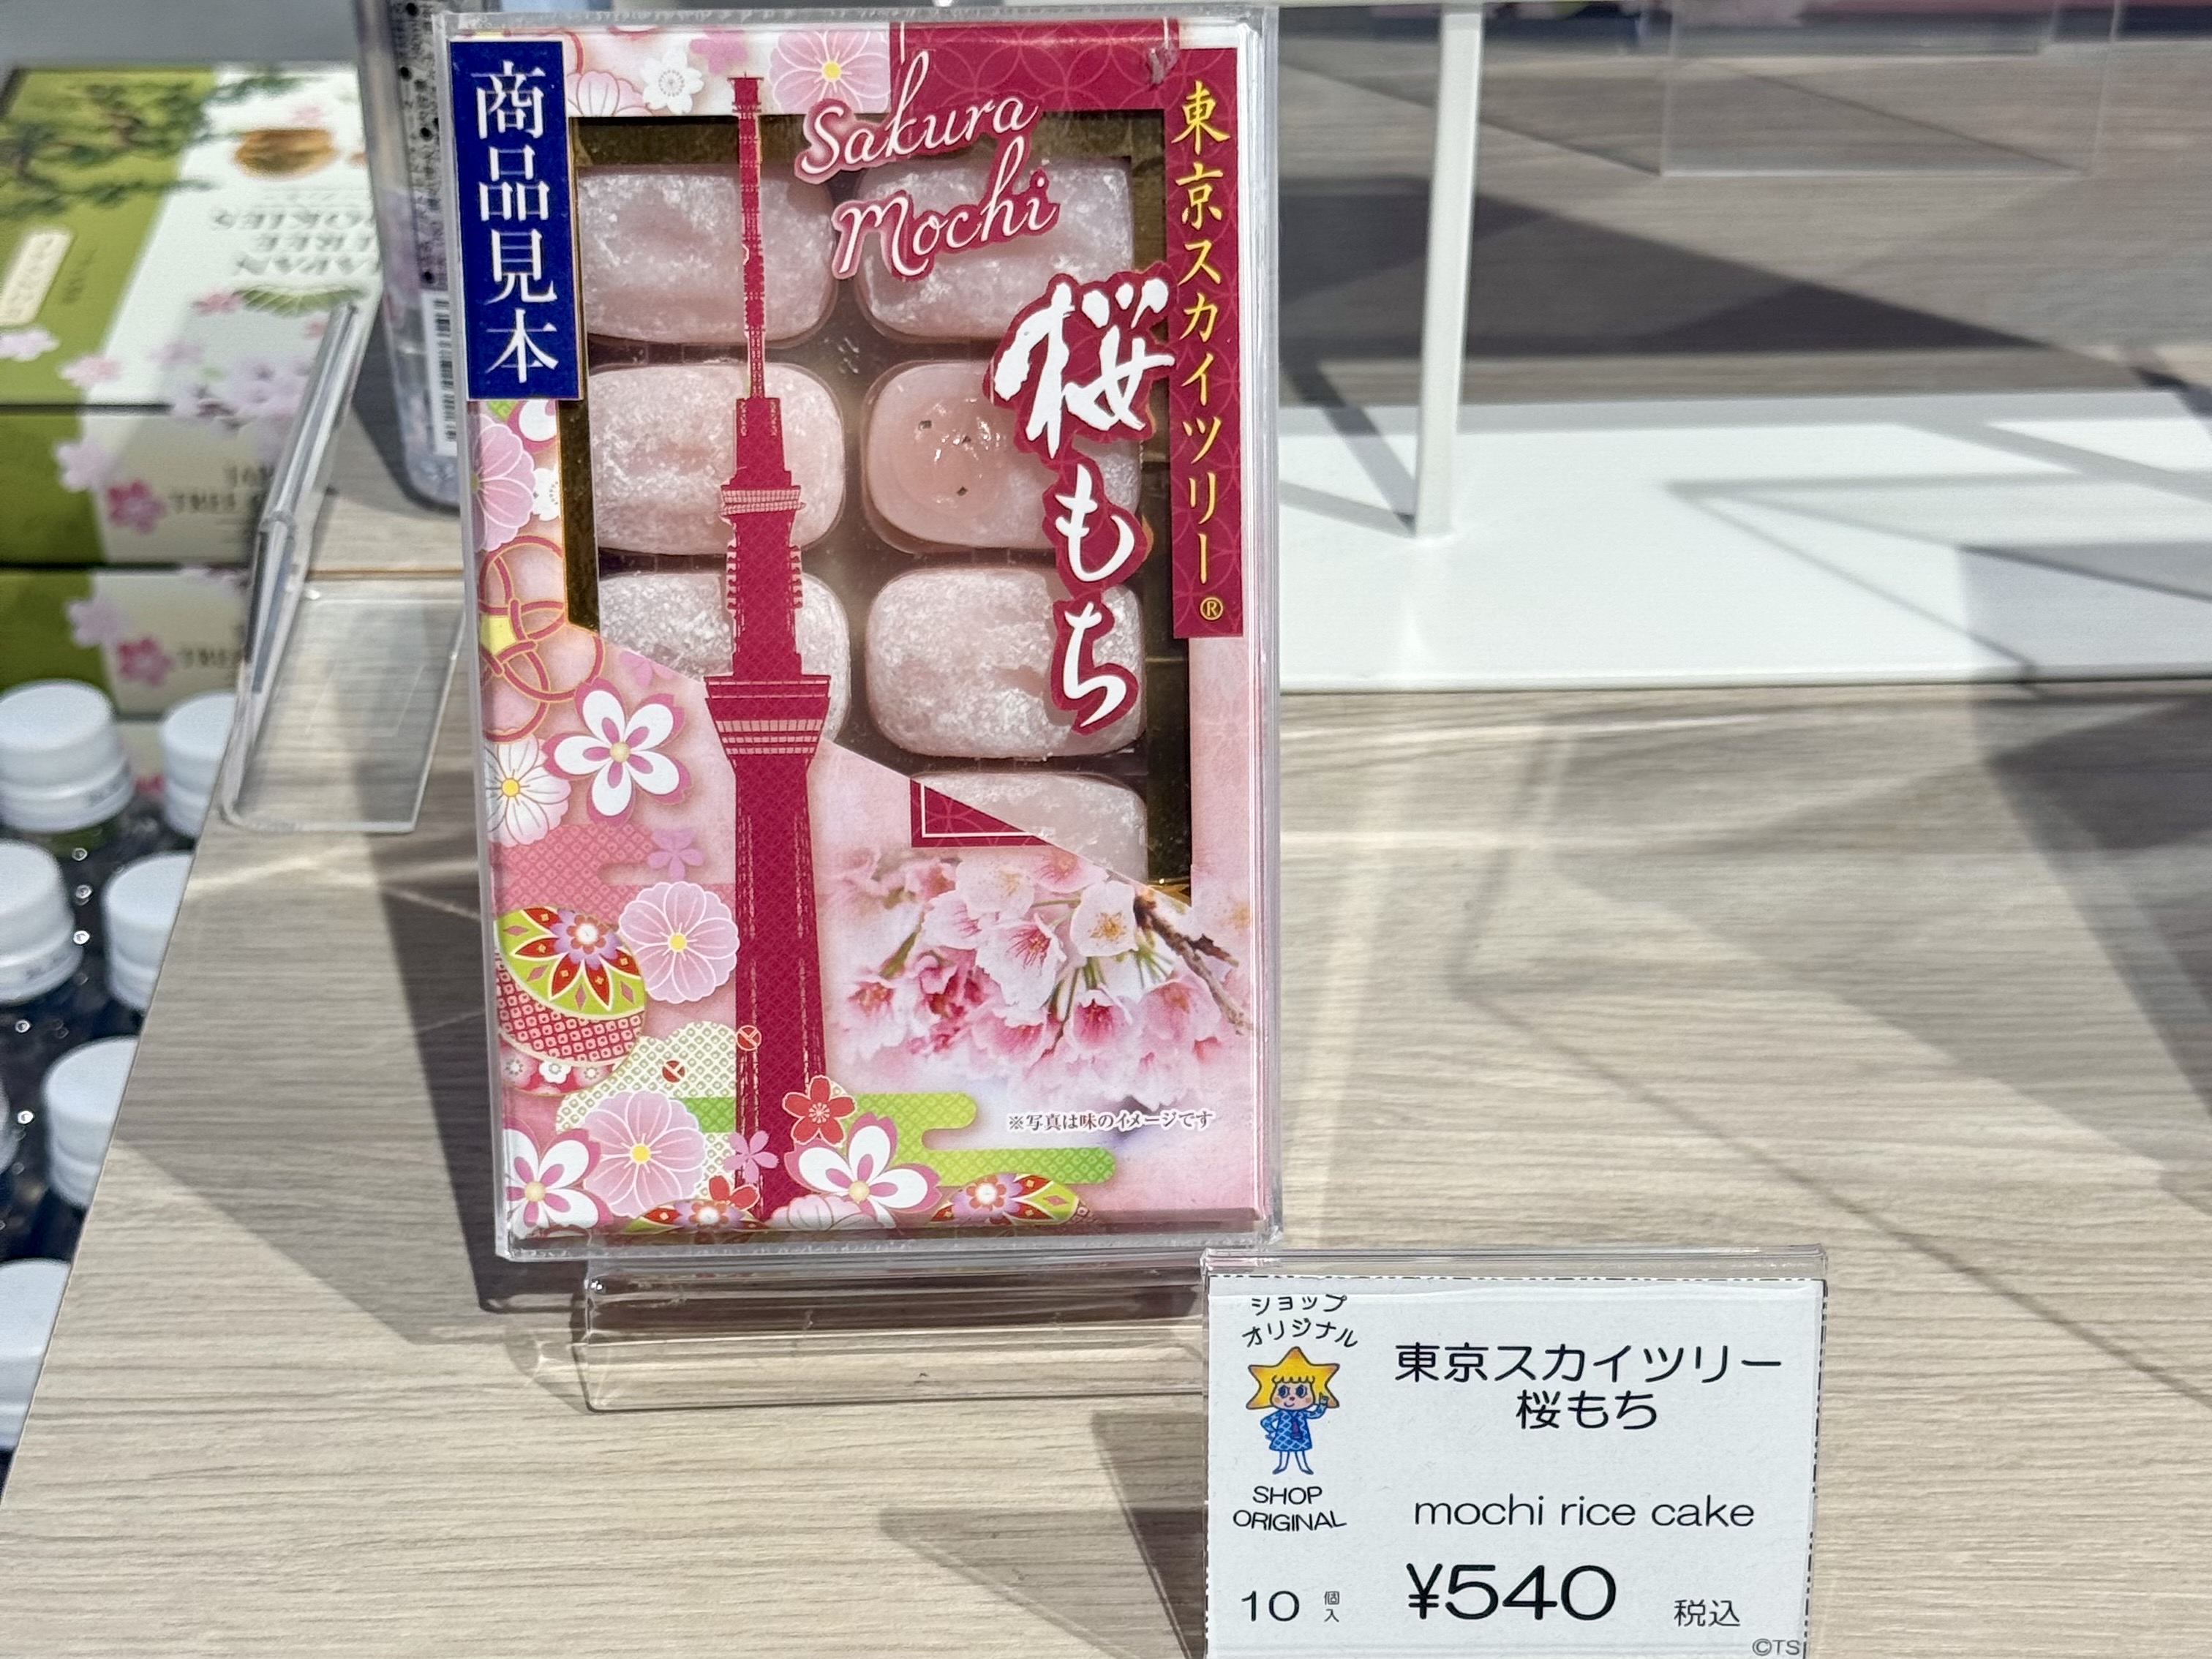 商品見本
Sakura
Mochi
東京スカイツリー®
桜もち
※写真は味のイメージです
ショップ
オリジナル
SHOP
ORIGINAL
東京スカイツリー
桜もち
mochi rice cake
10個入
¥540 税込
©TS